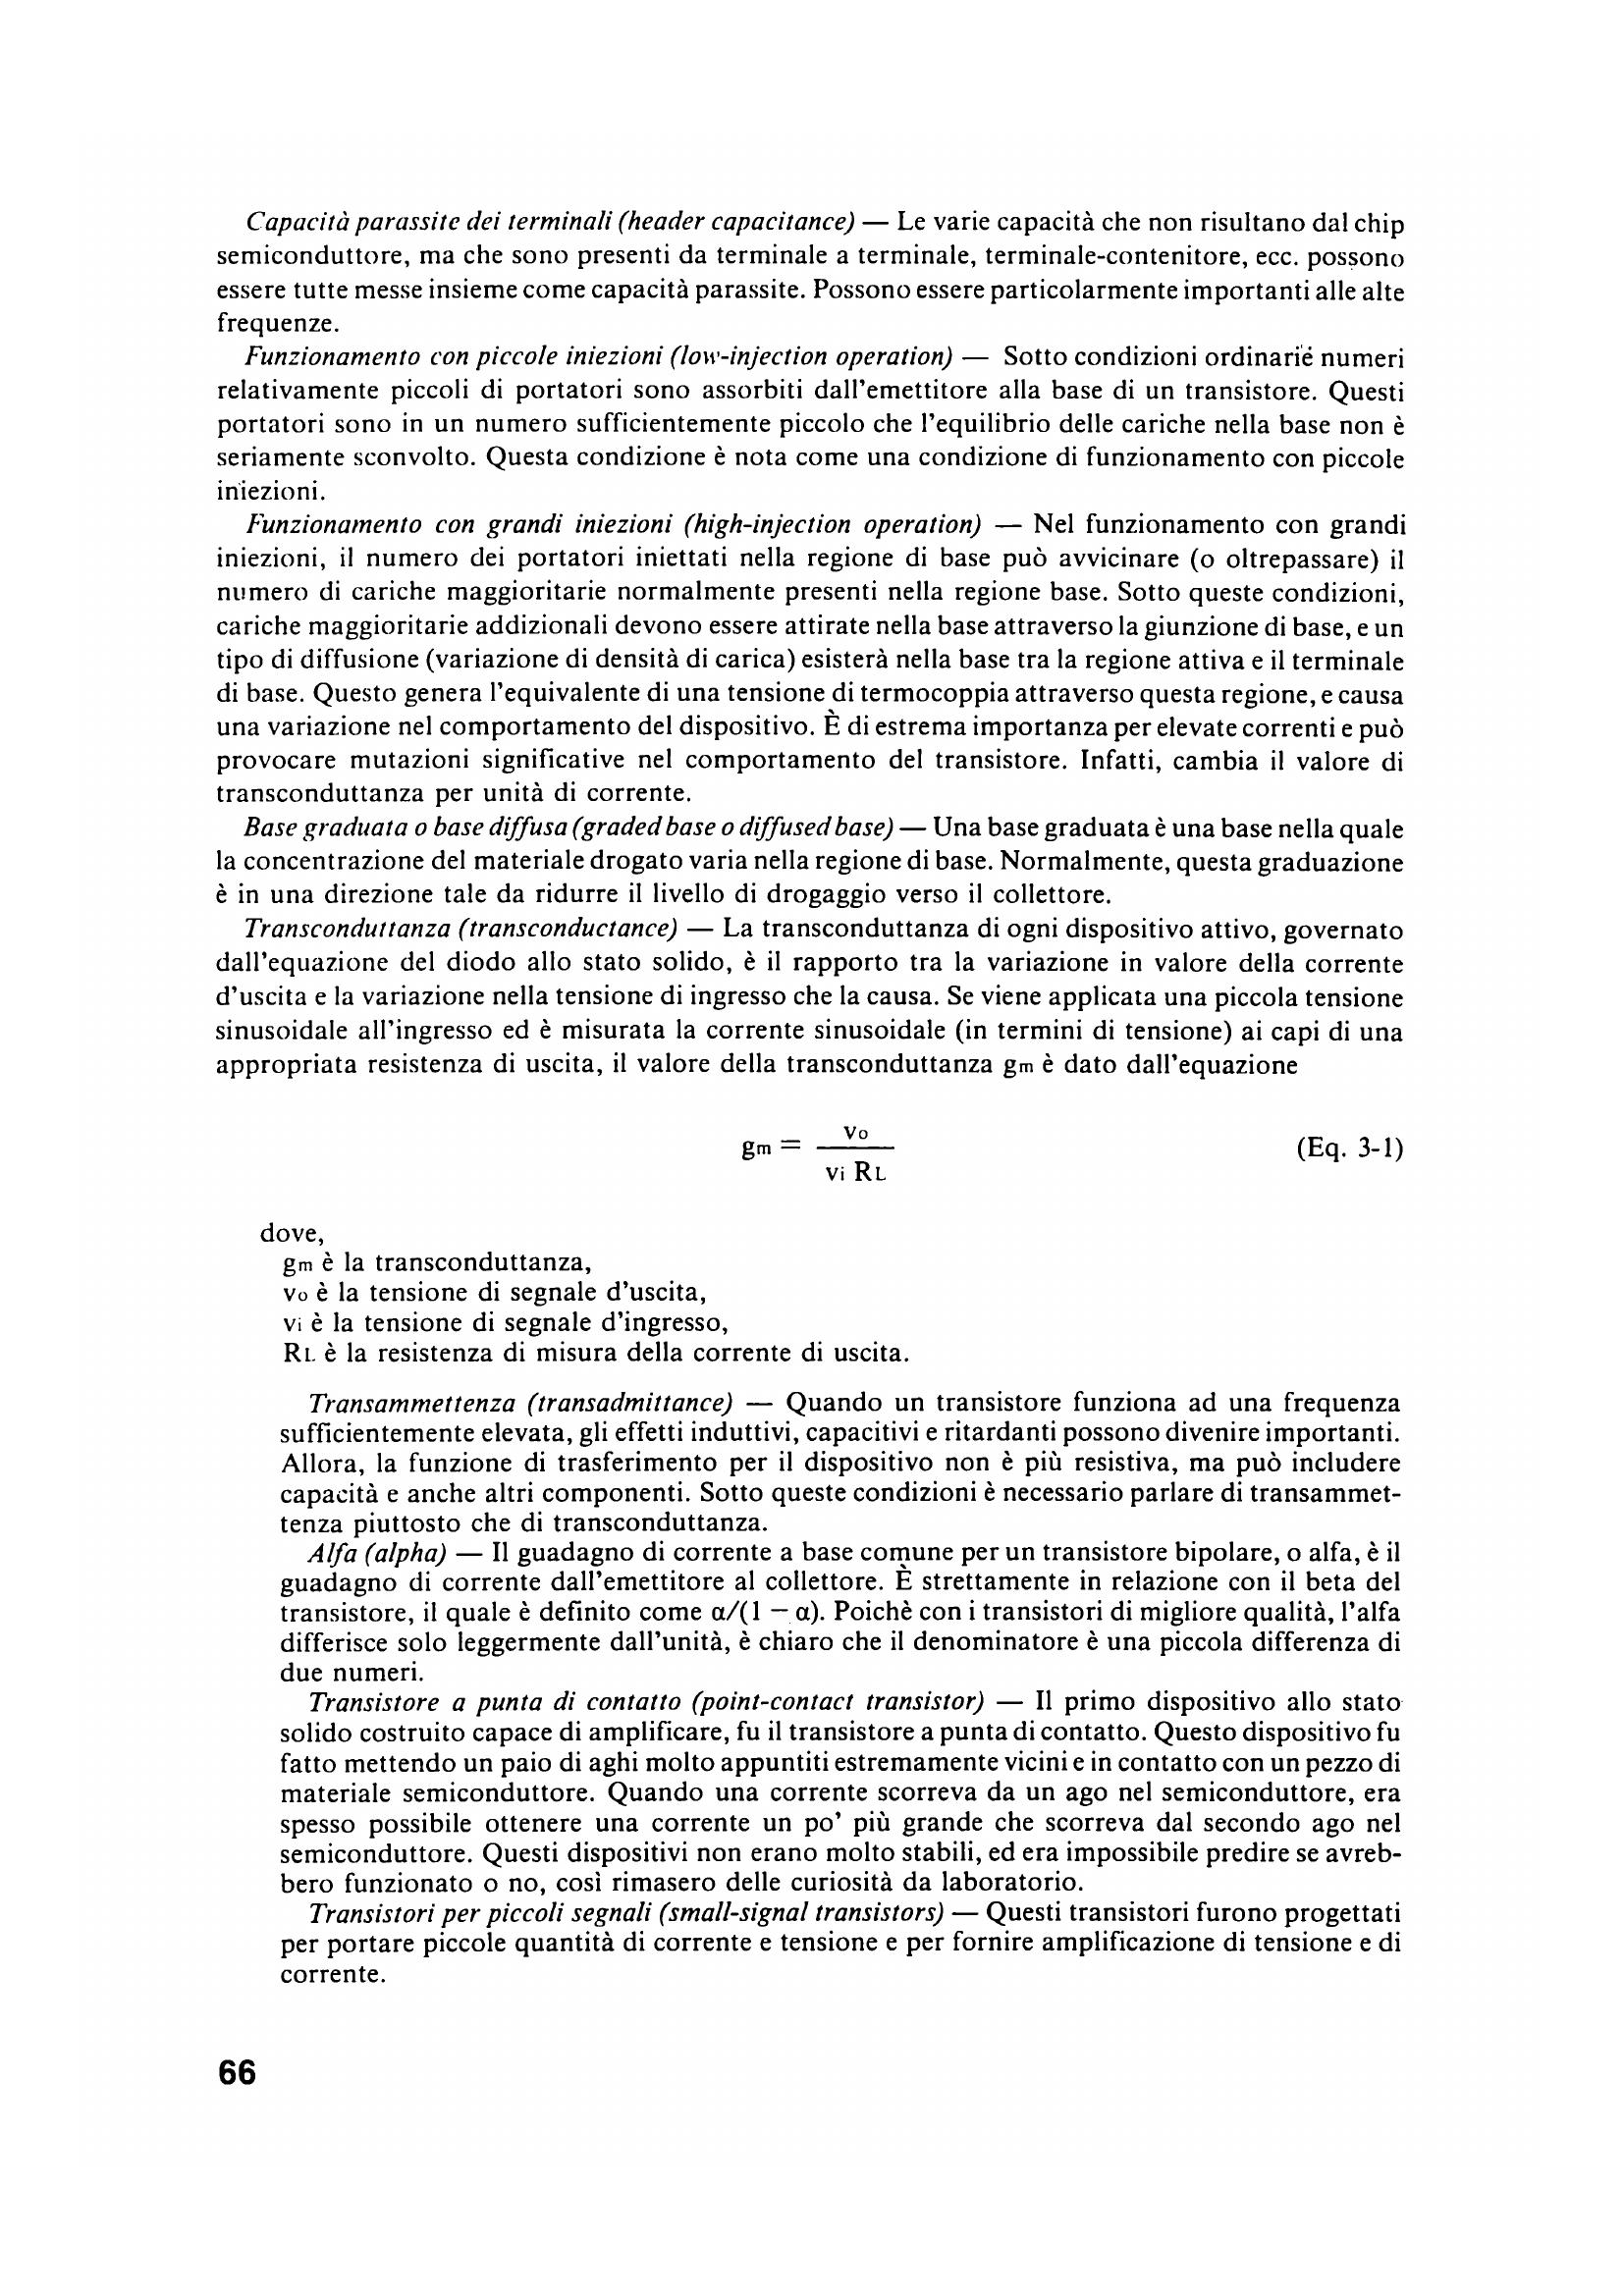 Capacità parassite dei terminali (header capacitance) — Le varie capacità che non risultano dal chip
semiconduttore, ma che sono presenti da terminale a terminale, terminale-contenitore, ecc. possono
essere tutte messe insieme come capacità parassite. Possono essere particolarmente importanti alle alte
frequenze.
Funzionamento con piccole iniezioni (low-injection operation) — Sotto condizioni ordinarie numeri
relativamente piccoli di portatori sono assorbiti dall'emettitore alla base di un transistore. Questi
portatori sono in un numero sufficientemente piccolo che l'equilibrio delle cariche nella base non è
seriamente sconvolto. Questa condizione è nota come una condizione di funzionamento con piccole
iniezioni.
Funzionamento con grandi iniezioni (high-injection operation) — Nel funzionamento con grandi
iniezioni, il numero dei portatori iniettati nella regione di base può avvicinare (o oltrepassare) il
numero di cariche maggioritarie normalmente presenti nella regione base. Sotto queste condizioni,
cariche maggioritarie addizionali devono essere attirate nella base attraverso la giunzione di base, e un
tipo di diffusione (variazione di densità di carica) esisterà nella base tra la regione attiva e il terminale
di base. Questo genera l'equivalente di una tensione di termocoppia attraverso questa regione, e causa
una variazione nel comportamento del dispositivo. È di estrema importanza per elevate correnti e può
provocare mutazioni significative nel comportamento del transistore. Infatti, cambia il valore di
transconduttanza per unità di corrente.
Base graduata o base diffusa (graded base o diffused base) — Una base graduata è una base nella quale
la concentrazione del materiale drogato varia nella regione di base. Normalmente, questa graduazione
è in una direzione tale da ridurre il livello di drogaggio verso il collettore.
Transconduttanza (transconductance) — La transconduttanza di ogni dispositivo attivo, governato
dall'equazione del diodo allo stato solido, è il rapporto tra la variazione in valore della corrente
d'uscita e la variazione nella tensione di ingresso che la causa. Se viene applicata una piccola tensione
sinusoidale all'ingresso ed è misurata la corrente sinusoidale (in termini di tensione) ai capi di una
appropriata resistenza di uscita, il valore della transconduttanza gm è dato dall'equazione
gm = vo / vi RL (Eq. 3-1)
dove,
gm è la transconduttanza,
vo è la tensione di segnale d'uscita,
vi è la tensione di segnale d'ingresso,
RL è la resistenza di misura della corrente di uscita.
Transammettenza (transadmittance) — Quando un transistore funziona ad una frequenza
sufficientemente elevata, gli effetti induttivi, capacitivi e ritardanti possono divenire importanti.
Allora, la funzione di trasferimento per il dispositivo non è più resistiva, ma può includere
capacità e anche altri componenti. Sotto queste condizioni è necessario parlare di transammet-
tenza piuttosto che di transconduttanza.
Alfa (alpha) — Il guadagno di corrente a base comune per un transistore bipolare, o alfa, è il
guadagno di corrente dall'emettitore al collettore. È strettamente in relazione con il beta del
transistore, il quale è definito come α/(1 − α). Poichè con i transistori di migliore qualità, l'alfa
differisce solo leggermente dall'unità, è chiaro che il denominatore è una piccola differenza di
due numeri.
Transistore a punta di contatto (point-contact transistor) — Il primo dispositivo allo stato
solido costruito capace di amplificare, fu il transistore a punta di contatto. Questo dispositivo fu
fatto mettendo un paio di aghi molto appuntiti estremamente vicini e in contatto con un pezzo di
materiale semiconduttore. Quando una corrente scorreva da un ago nel semiconduttore, era
spesso possibile ottenere una corrente un po' più grande che scorreva dal secondo ago nel
semiconduttore. Questi dispositivi non erano molto stabili, ed era impossibile predire se avreb-
bero funzionato o no, così rimasero delle curiosità da laboratorio.
Transistori per piccoli segnali (small-signal transistors) — Questi transistori furono progettati
per portare piccole quantità di corrente e tensione e per fornire amplificazione di tensione e di
corrente.
66